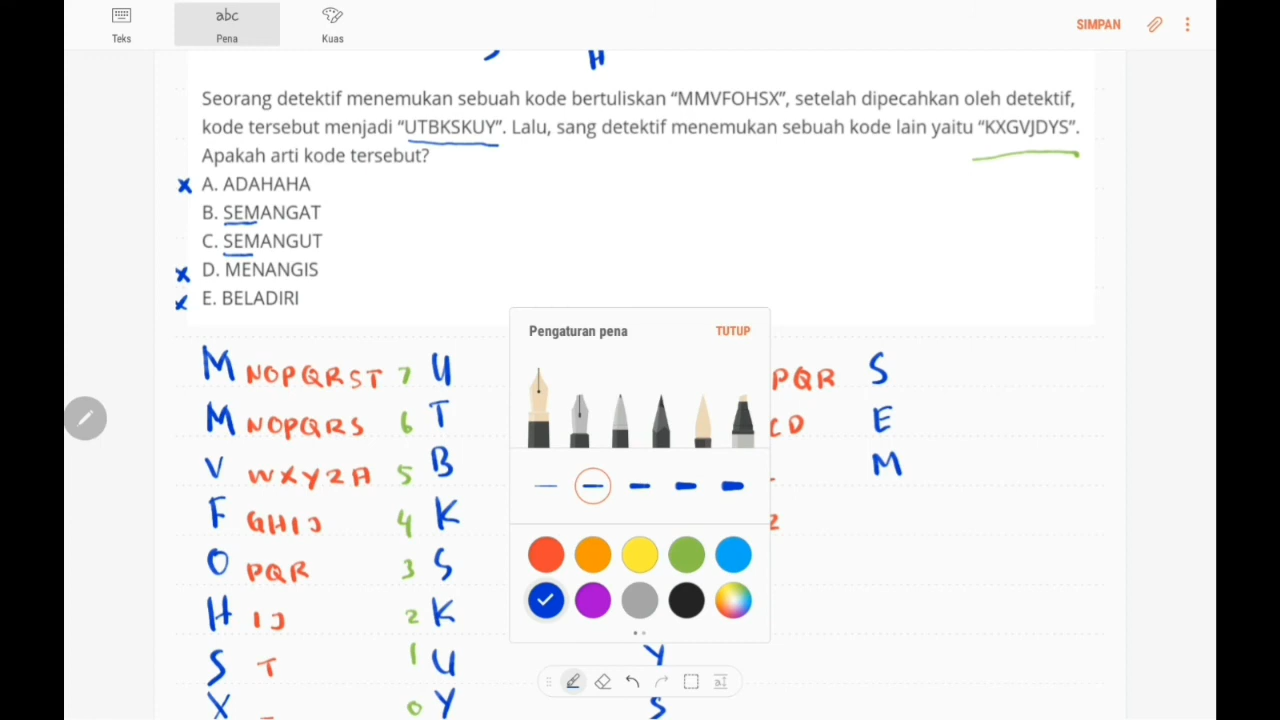 Teks
abc
Pena
Kuas
SIMPAN
Seorang detektif menemukan sebuah kode bertuliskan “MMVFOHSX”, setelah dipecahkan oleh detektif,
kode tersebut menjadi “UTBKSKUY”. Lalu, sang detektif menemukan sebuah kode lain yaitu “KXGVJDYS”.
Apakah arti kode tersebut?
A. ADAHAHA
B. SEMANGAT
C. SEMANGUT
D. MENANGIS
E. BELADIRI
Pengaturan pena
TUTUP
M NOPQRST 7 U
PQR S
M NOPQRS 6 T
CD E
V WXYZA 5 B
M
F GHIJ 4 K
Z
O PQR 3 S
H IJ 2 K
S T 1 U
Y
X 0 Y
S